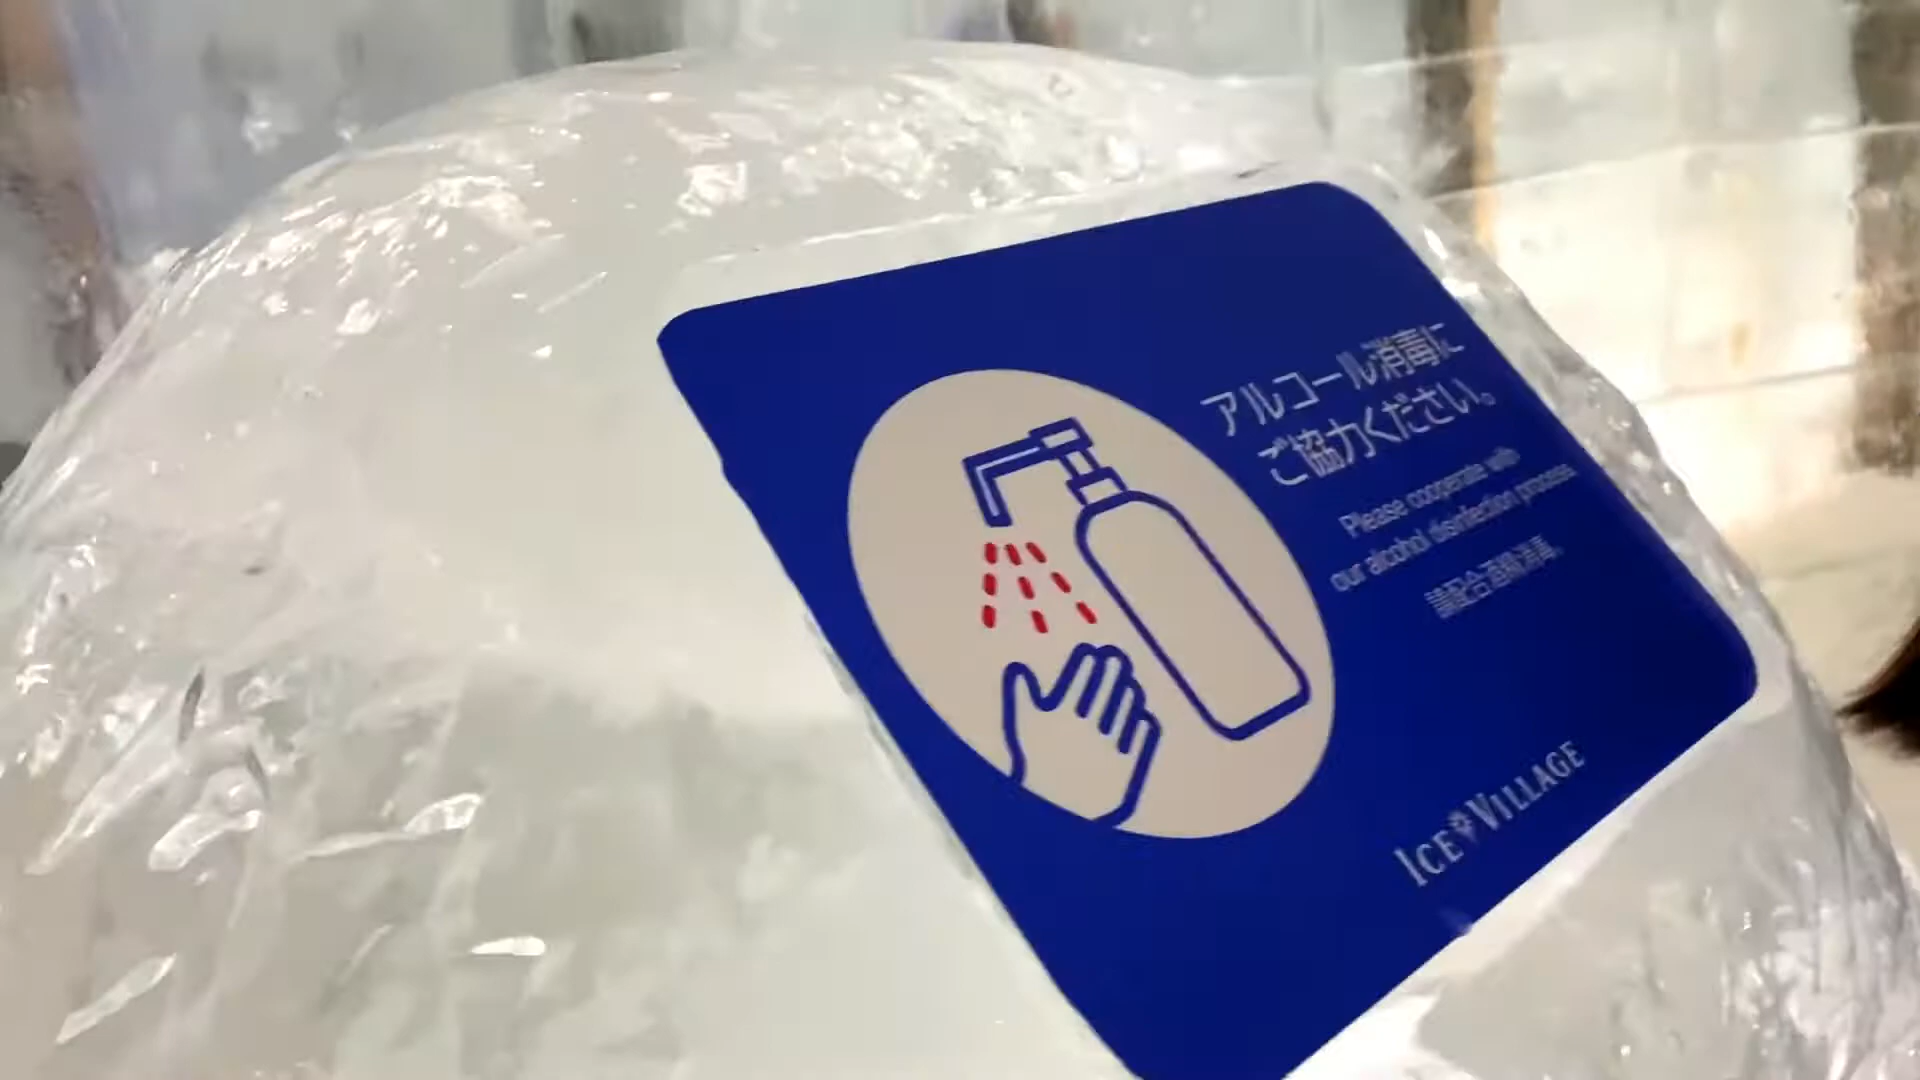 アルコール消毒に
ご協力ください。
Please cooperate with
our alcohol disinfection process
請配合酒精消毒。
ICE VILLAGE